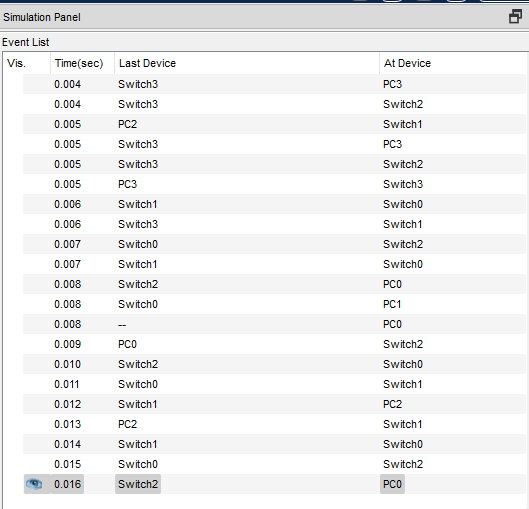 Simulation Panel
Event List
Vis. Time(sec) Last Device At Device
0.004 Switch3 PC3
0.004 Switch3 Switch2
0.005 PC2 Switch1
0.005 Switch3 PC3
0.005 Switch3 Switch2
0.005 PC3 Switch3
0.006 Switch1 Switch0
0.006 Switch3 Switch1
0.007 Switch0 Switch2
0.007 Switch1 Switch0
0.008 Switch2 PC0
0.008 Switch0 PC1
0.008 -- PC0
0.009 PC0 Switch2
0.010 Switch2 Switch0
0.011 Switch0 Switch1
0.012 Switch1 PC2
0.013 PC2 Switch1
0.014 Switch1 Switch0
0.015 Switch0 Switch2
0.016 Switch2 PC0